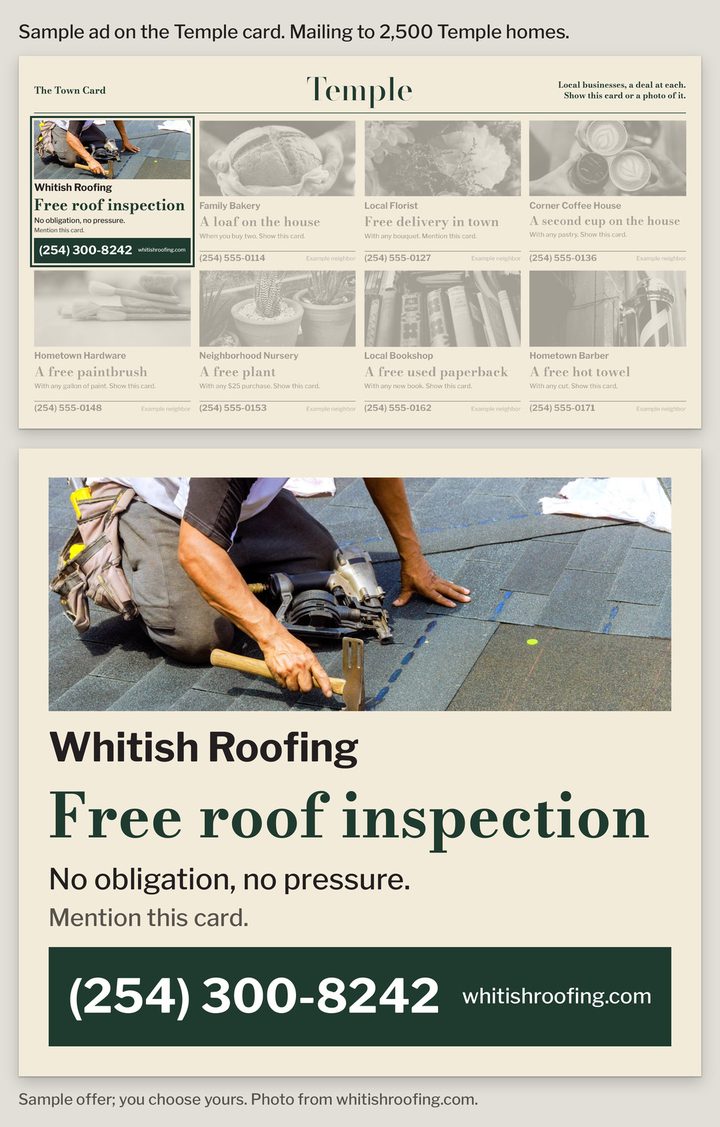 Sample ad on the Temple card. Mailing to 2,500 Temple homes.
The Town Card
Temple
Local businesses, a deal at each.
Show this card or a photo of it.
Whitish Roofing
Free roof inspection
No obligation, no pressure.
Mention this card.
(254) 300-8242 whitishroofing.com
Family Bakery
A loaf on the house
When you buy two. Show this card.
(254) 555-0114 Example neighbor
Local Florist
Free delivery in town
With any bouquet. Mention this card.
(254) 555-0127 Example neighbor
Corner Coffee House
A second cup on the house
With any pastry. Show this card.
(254) 555-0136 Example neighbor
Hometown Hardware
A free paintbrush
With any gallon of paint. Show this card.
(254) 555-0148 Example neighbor
Neighborhood Nursery
A free plant
With any $25 purchase. Show this card.
(254) 555-0153 Example neighbor
Local Bookshop
A free used paperback
With any new book. Show this card.
(254) 555-0162 Example neighbor
Hometown Barber
A free hot towel
With any cut. Show this card.
(254) 555-0171 Example neighbor
Whitish Roofing
Free roof inspection
No obligation, no pressure.
Mention this card.
(254) 300-8242 whitishroofing.com
Sample offer; you choose yours. Photo from whitishroofing.com.